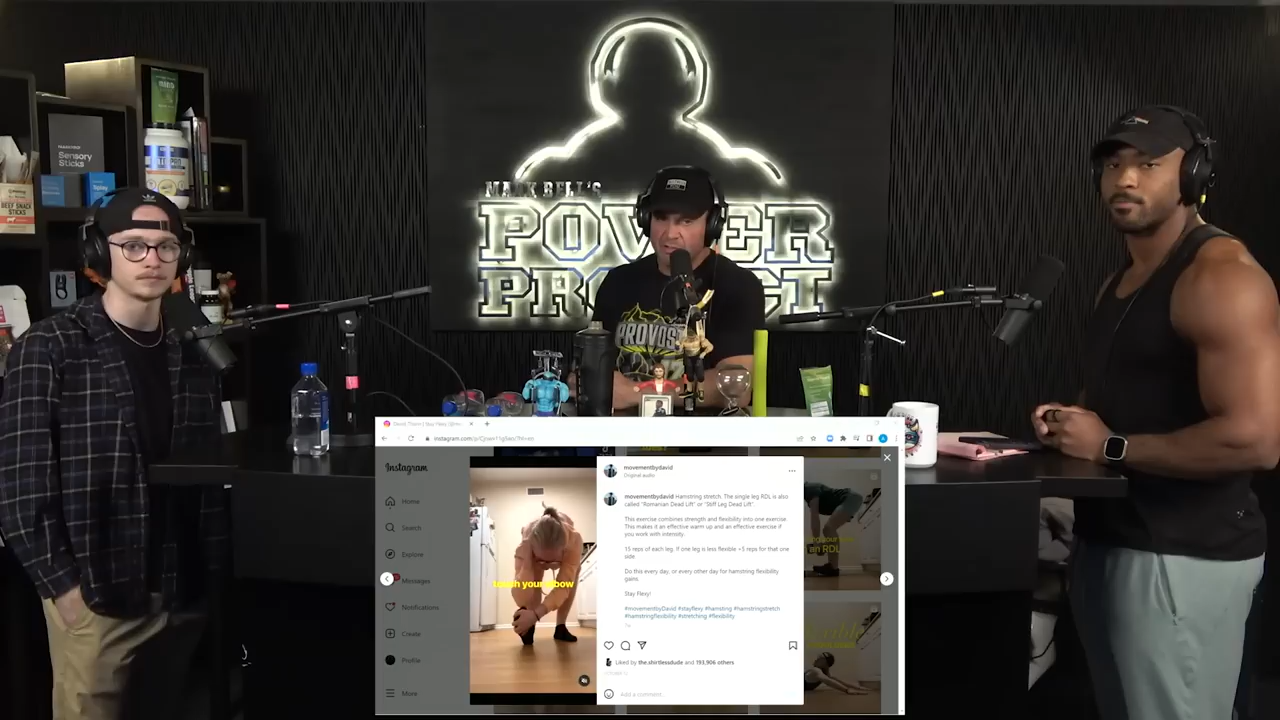 Sensory
Sticks
BEEF SNACK
STICKS
MARK BELL'S
POWER
PROJECT
PROVOST
Instagram
Home
Search
Explore
Messages
Notifications
Create
Profile
More
touch your elbow
movementbydavid
Original audio
movementbydavid Hamstring stretch. The single leg RDL is also
called "Romanian Dead Lift" or "Stiff Leg Dead Lift".
This exercise combines strength and flexibility into one exercise
This makes it an effective warm up and an effective exercise if
you work with intensity.
15 reps of each leg. If one leg is less flexible +5 reps for that one
side.
Do this every day, or every other day for hamstring flexibility
gains.
Stay Flexy!
#movementbyDavid #stayflexy #hamstring #hamstringstretch
#hamstringflexibility #stretching #flexibility
Liked by the.shirtlessdude and 193,906 others
Add a comment...
an RDL